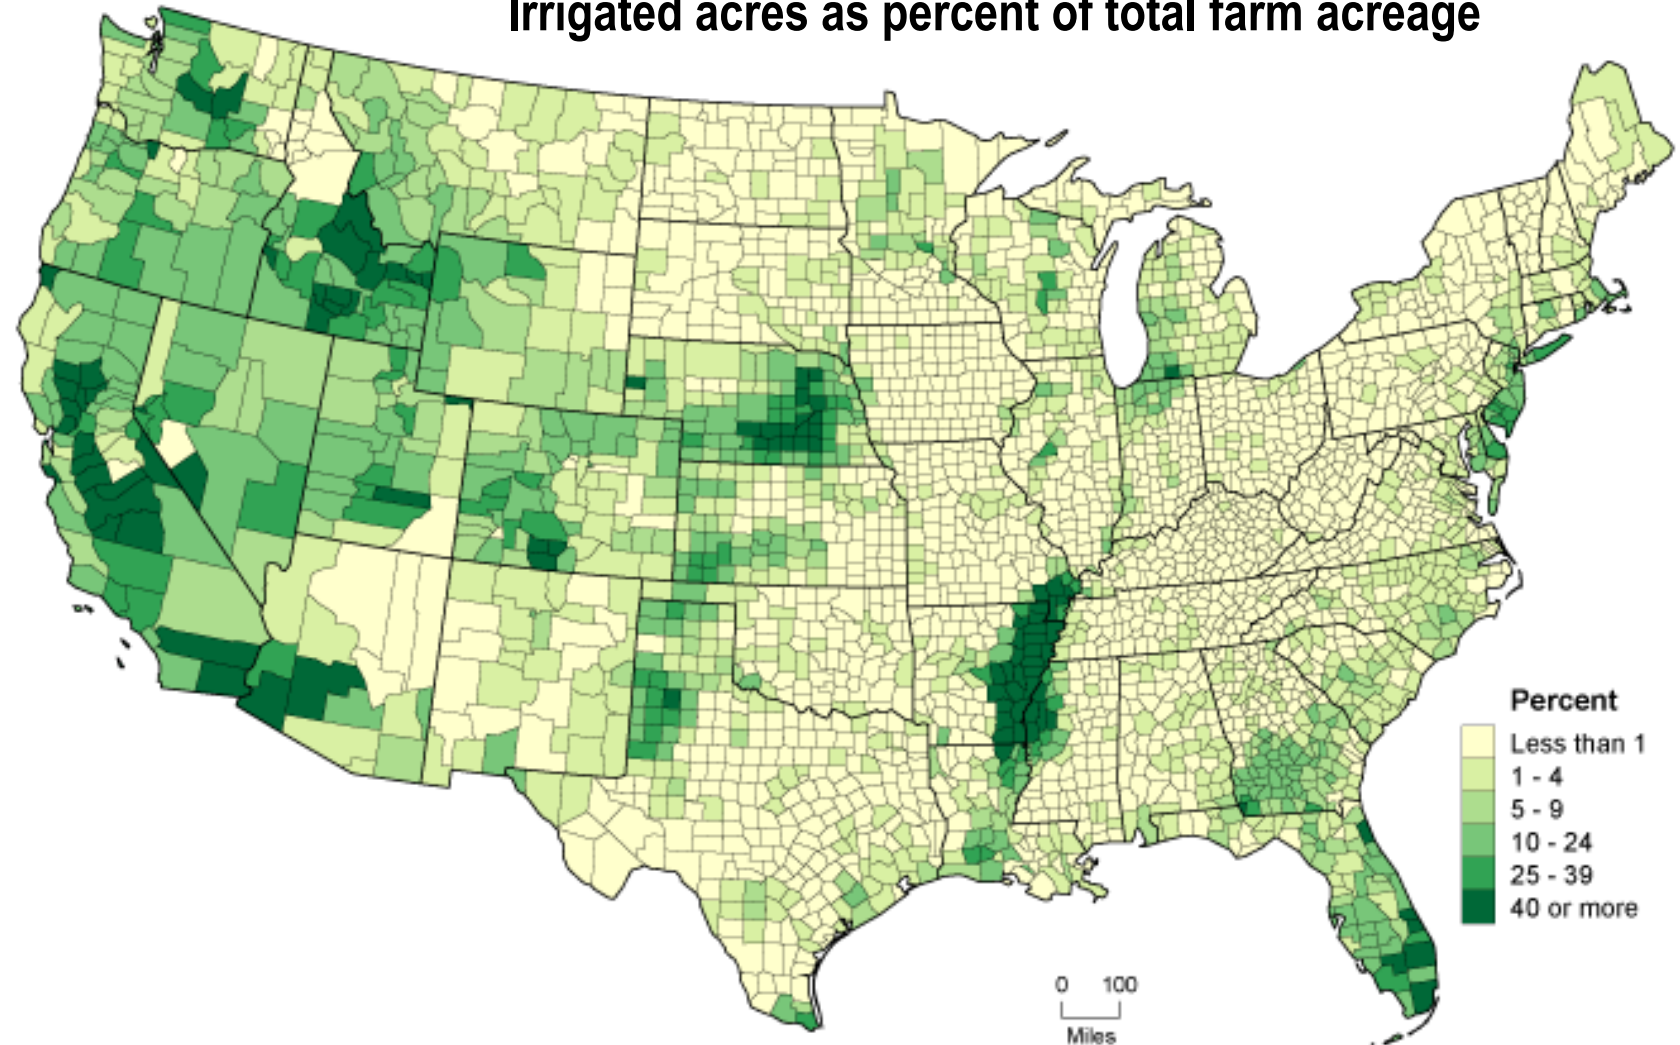 Irrigated acres as percent of total farm acreage
Percent
Less than 1
1 - 4
5 - 9
10 - 24
25 - 39
40 or more
0 100
Miles